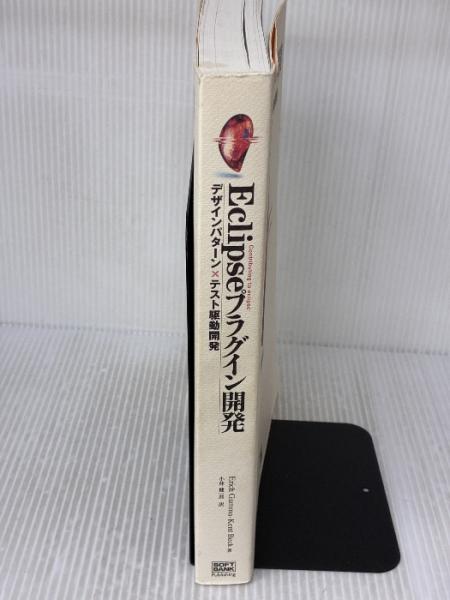 Contributing to eclipse
Eclipseプラグイン開発
デザインパターン×テスト駆動開発
Erich Gamma・Kent Beck 著
訳
SOFT
BANK
Publishing